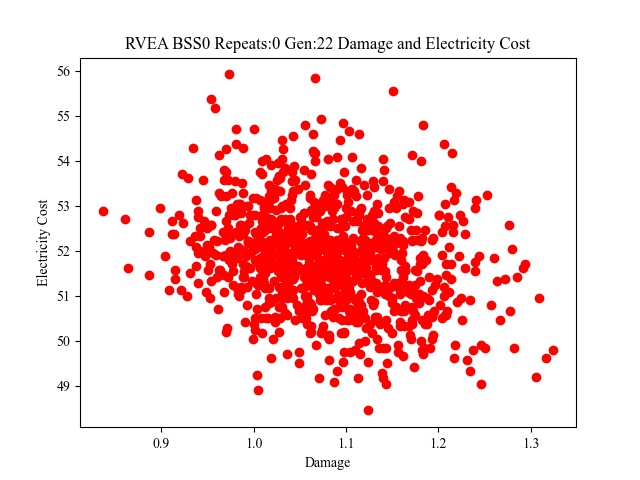 RVEA BSS0 Repeats:0 Gen:22 Damage and Electricity Cost
56
55
54
53
52
51
50
49
Electricity Cost
0.9 1.0 1.1 1.2 1.3
Damage